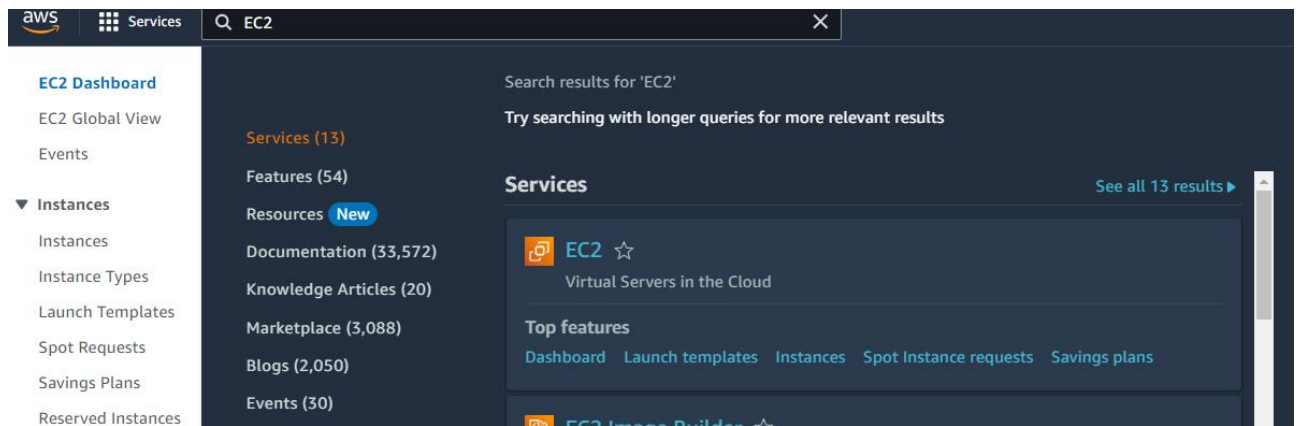 aws
Services
EC2
EC2 Dashboard
EC2 Global View
Events
Instances
Instances
Instance Types
Launch Templates
Spot Requests
Savings Plans
Reserved Instances
Services (13)
Features (54)
Resources New
Documentation (33,572)
Knowledge Articles (20)
Marketplace (3,088)
Blogs (2,050)
Events (30)
Search results for 'EC2'
Try searching with longer queries for more relevant results
Services
See all 13 results
EC2
Virtual Servers in the Cloud
Top features
Dashboard Launch templates Instances Spot Instance requests Savings plans
EC2 Image Builder